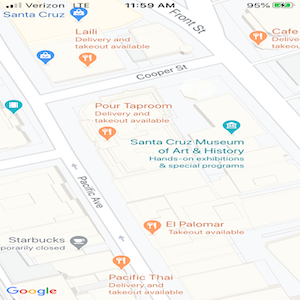 Verizon LTE 11:59 AM 95%
Santa Cruz
Front St
Laili
Delivery and
takeout available
Cafe
Delivery
takeout
Cooper St
Pour Taproom
Delivery and
takeout available
Santa Cruz Museum
of Art & History
Hands-on exhibitions
& special programs
Pacific Ave
El Palomar
Takeout available
Starbucks
porarily closed
Pacific Thai
Delivery and
takeout available
Google